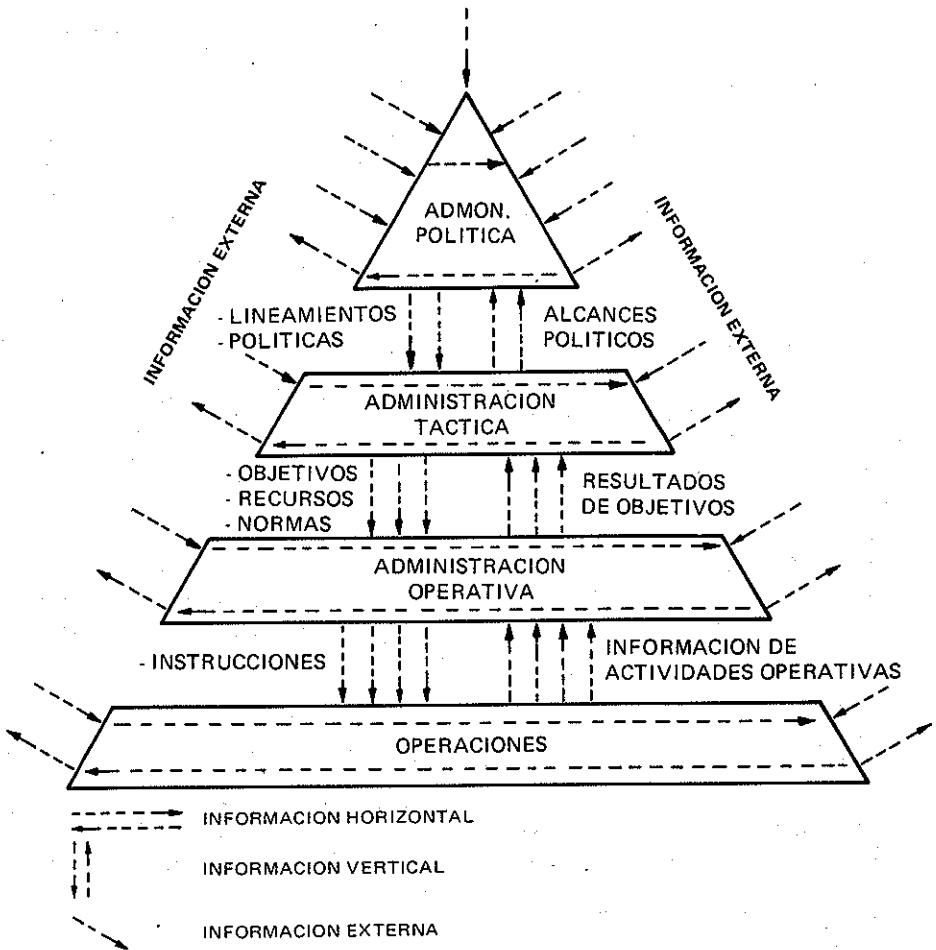 ADMON.
POLITICA
INFORMACION EXTERNA
INFORMACION EXTERNA
- LINEAMIENTOS
- POLITICAS
ALCANCES
POLITICOS
ADMINISTRACION
TACTICA
- OBJETIVOS
- RECURSOS
- NORMAS
RESULTADOS
DE OBJETIVOS
ADMINISTRACION
OPERATIVA
- INSTRUCCIONES
INFORMACION DE
ACTIVIDADES OPERATIVAS
OPERACIONES
INFORMACION HORIZONTAL
INFORMACION VERTICAL
INFORMACION EXTERNA